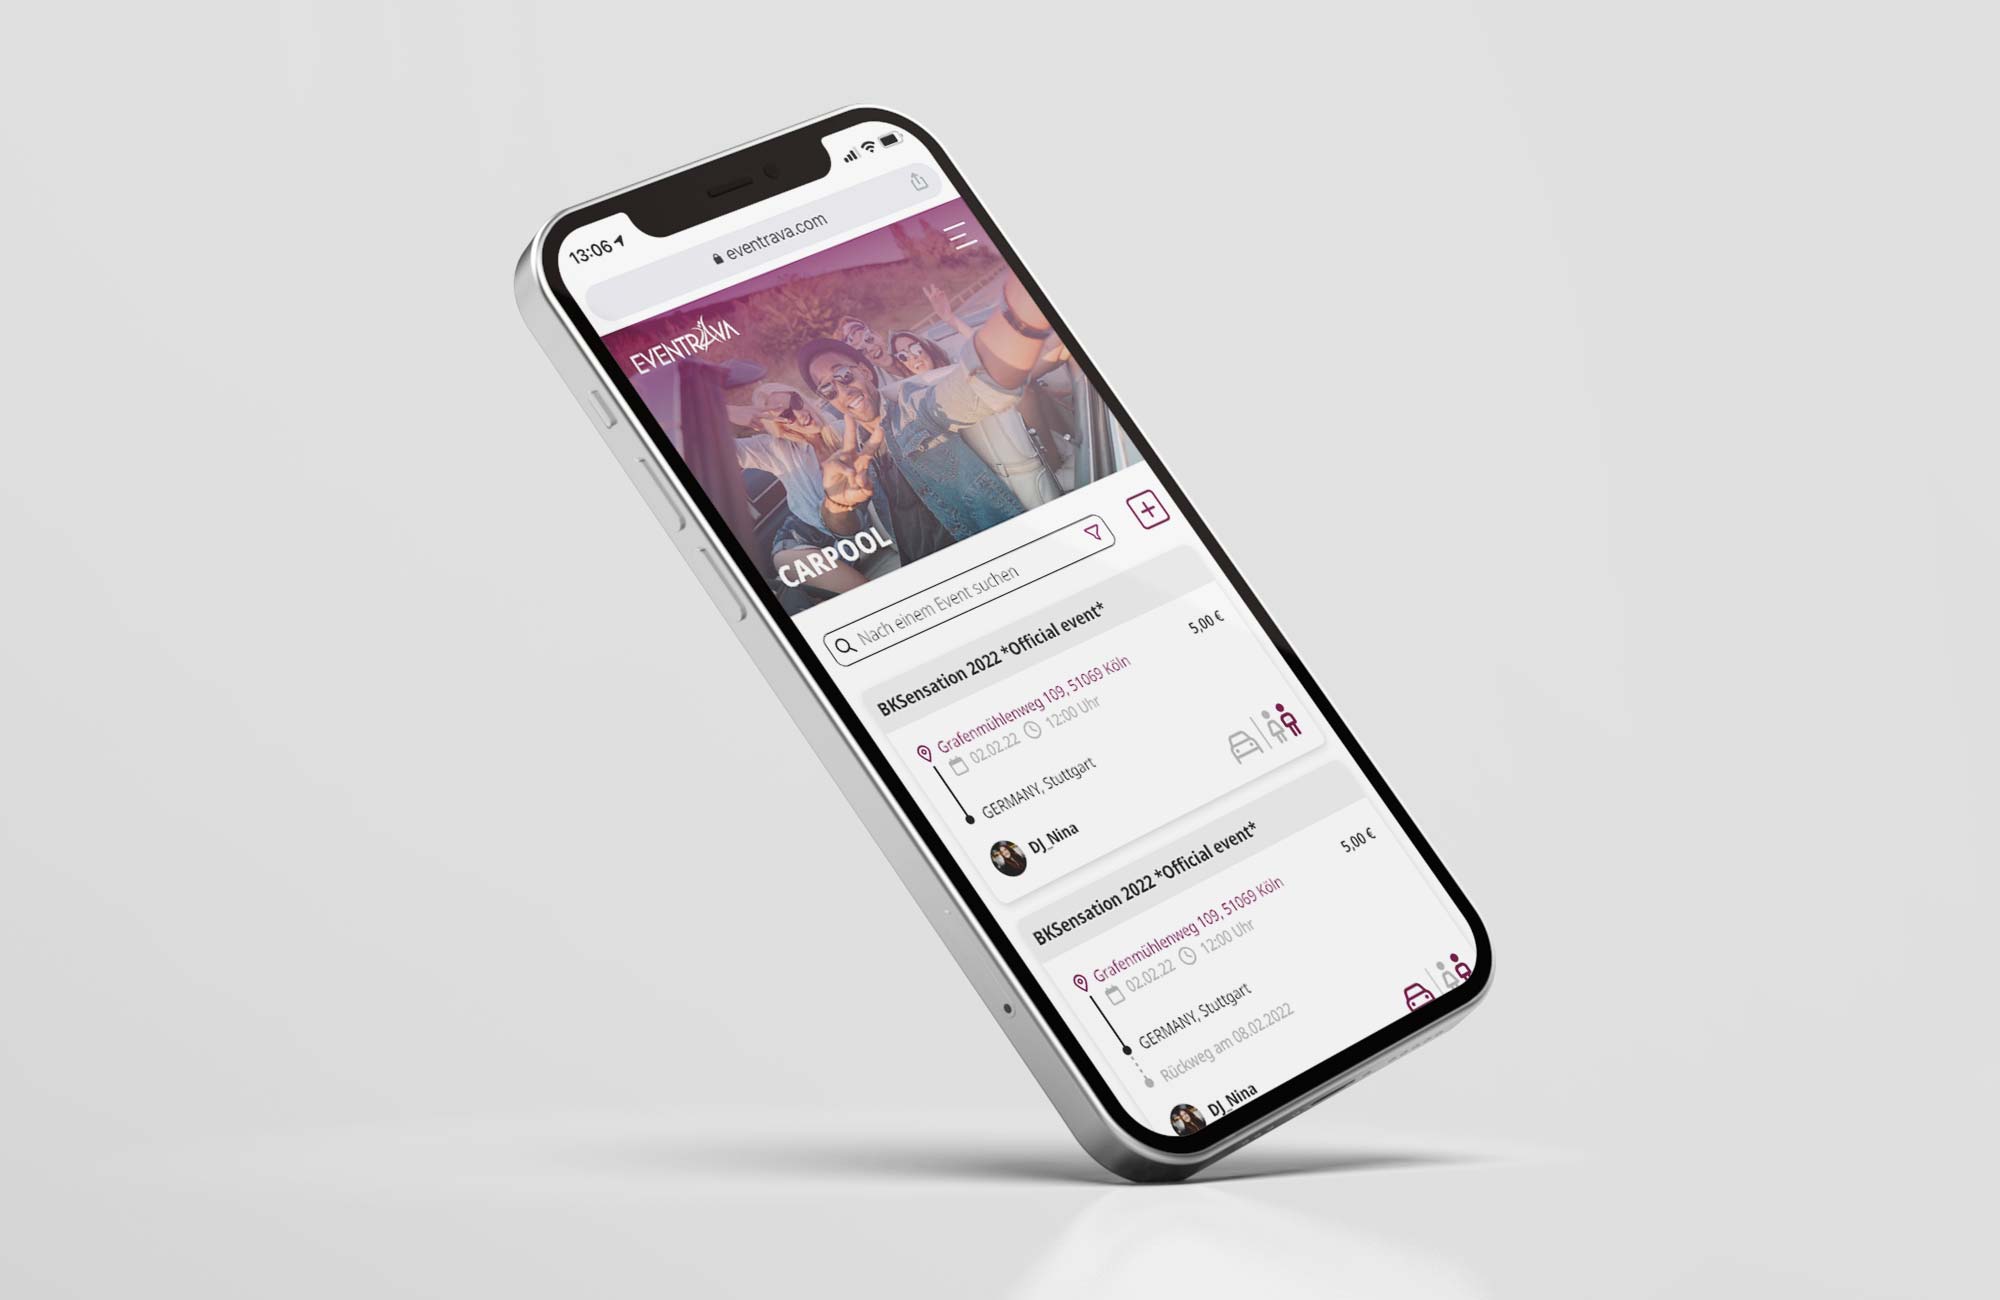 13:06
eventrava.com
EVENTRAVA
CARPOOL
Nach einem Event suchen
BKSensation 2022 *Official event*
5,00 €
Grafenmühlenweg 109, 51069 Köln
02.02.22 12:00 Uhr
GERMANY, Stuttgart
DJ_Nina
BKSensation 2022 *Official event*
5,00 €
Grafenmühlenweg 109, 51069 Köln
02.02.22 12:00 Uhr
GERMANY, Stuttgart
Rückweg am 08.02.2022
DJ_Nina